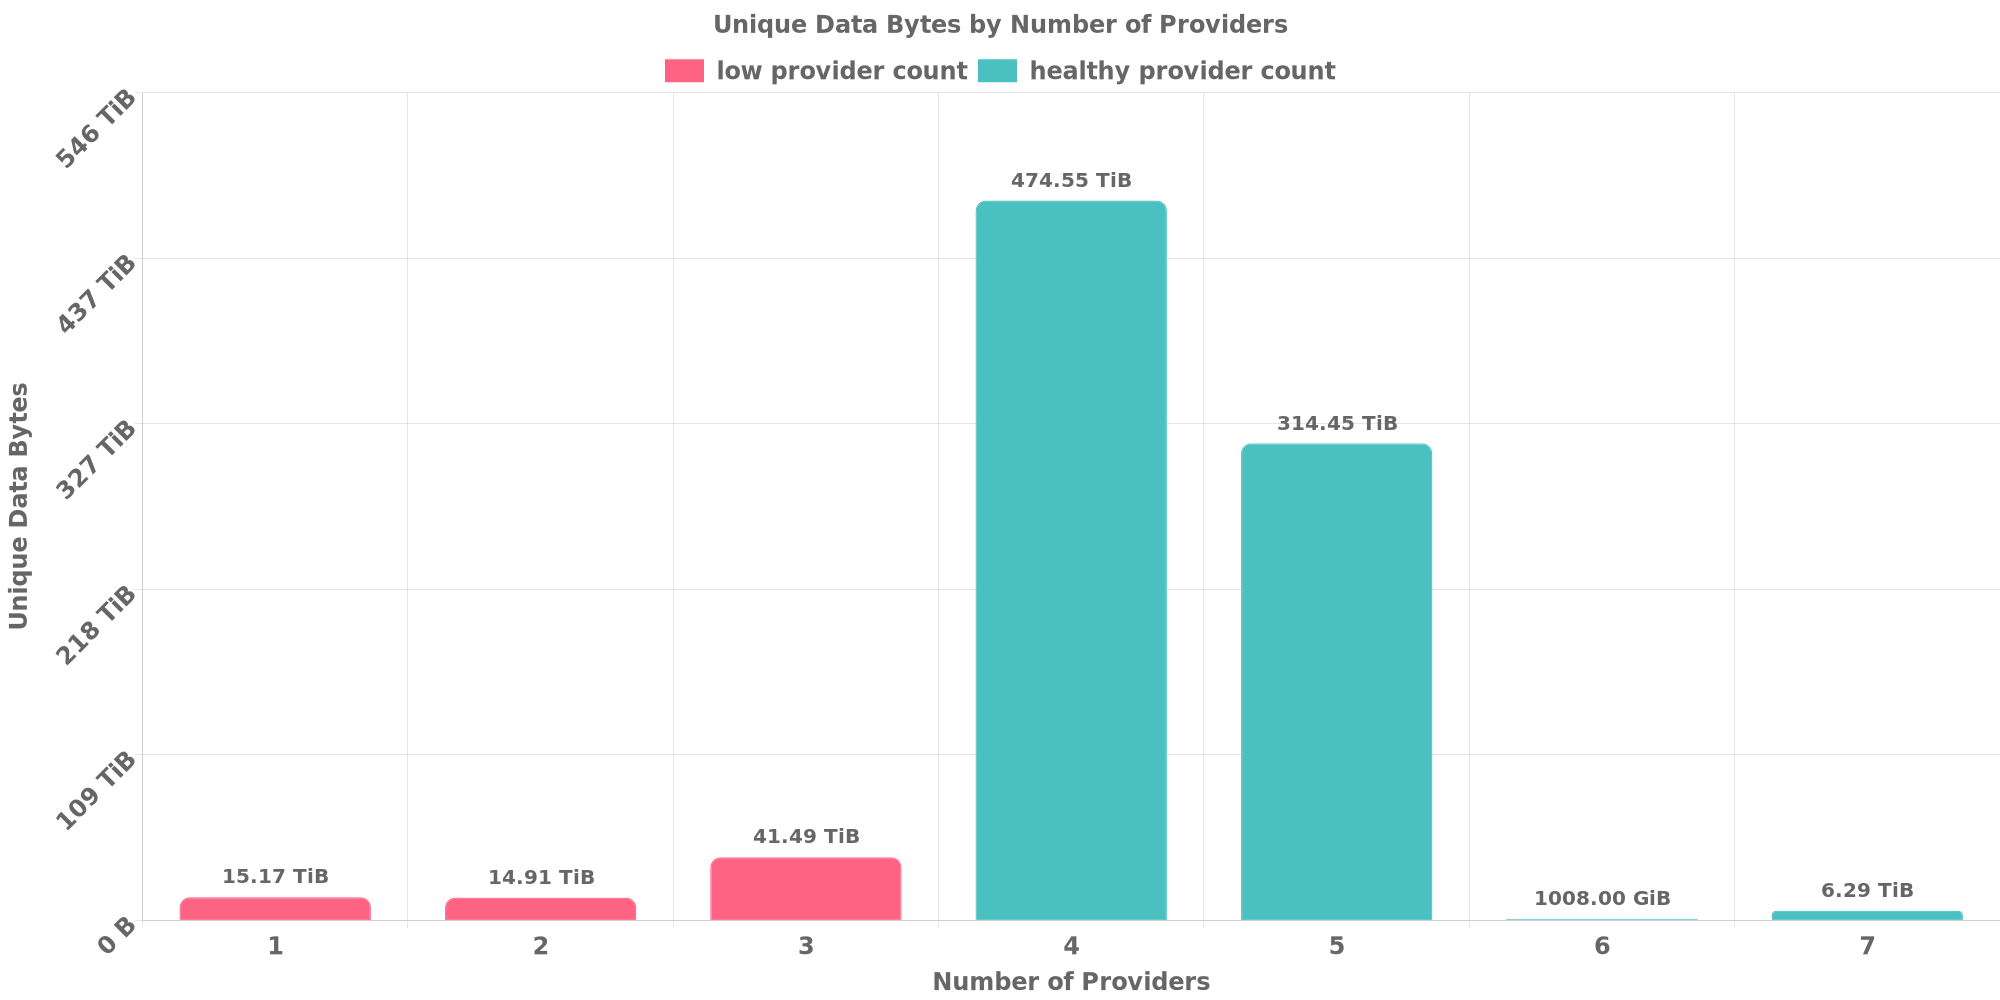 Unique Data Bytes by Number of Providers
low provider count healthy provider count
546 TiB
437 TiB
327 TiB
218 TiB
109 TiB
0 B
Unique Data Bytes
15.17 TiB
14.91 TiB
41.49 TiB
474.55 TiB
314.45 TiB
1008.00 GiB
6.29 TiB
1 2 3 4 5 6 7
Number of Providers